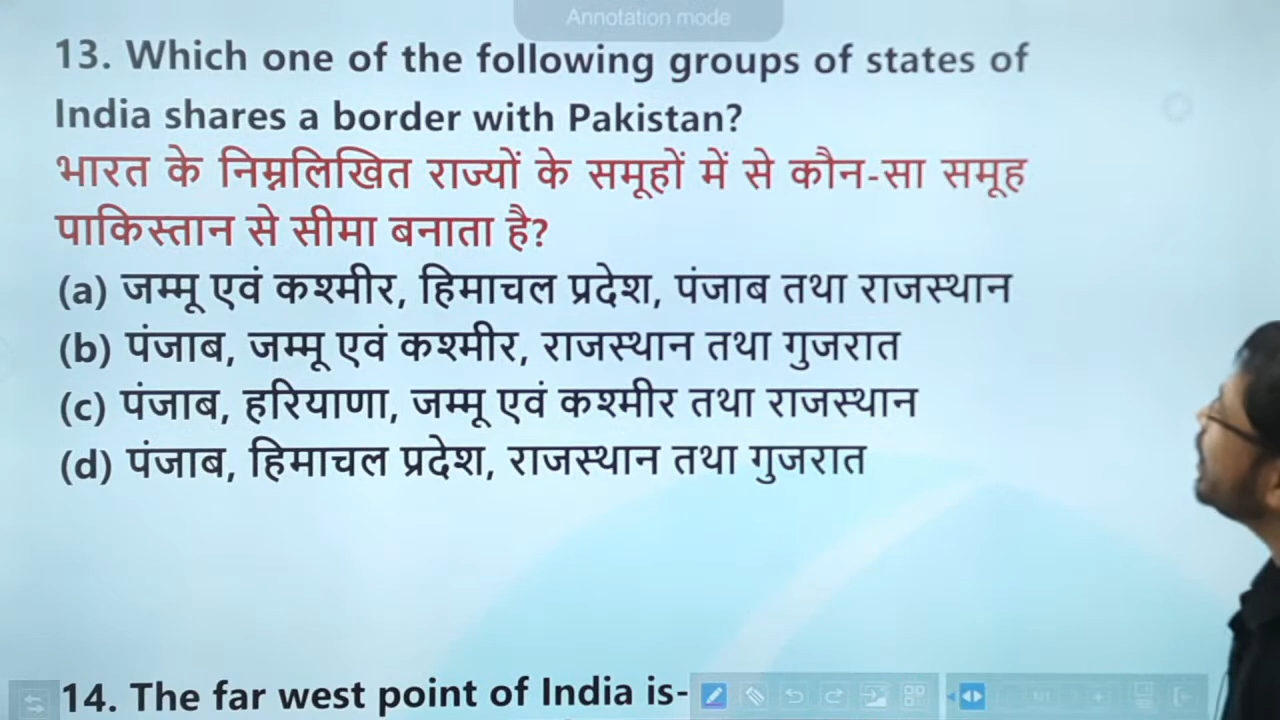 Annotation mode
13. Which one of the following groups of states of
India shares a border with Pakistan?
भारत के निम्नलिखित राज्यों के समूहों में से कौन-सा समूह
पाकिस्तान से सीमा बनाता है?
(a) जम्मू एवं कश्मीर, हिमाचल प्रदेश, पंजाब तथा राजस्थान
(b) पंजाब, जम्मू एवं कश्मीर, राजस्थान तथा गुजरात
(c) पंजाब, हरियाणा, जम्मू एवं कश्मीर तथा राजस्थान
(d) पंजाब, हिमाचल प्रदेश, राजस्थान तथा गुजरात
14. The far west point of India is-